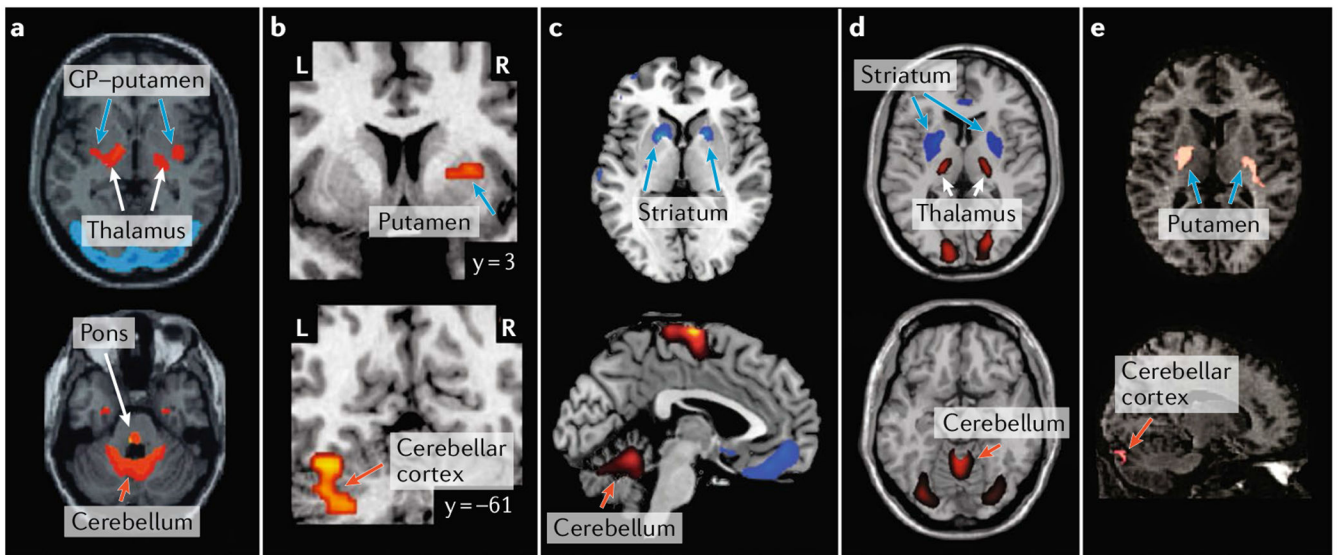 a
GP–putamen
Thalamus
Pons
Cerebellum
b
L R
Putamen
y = 3
L R
Cerebellar
cortex
y = –61
c
Striatum
Cerebellum
d
Striatum
Thalamus
Cerebellum
e
Putamen
Cerebellar
cortex